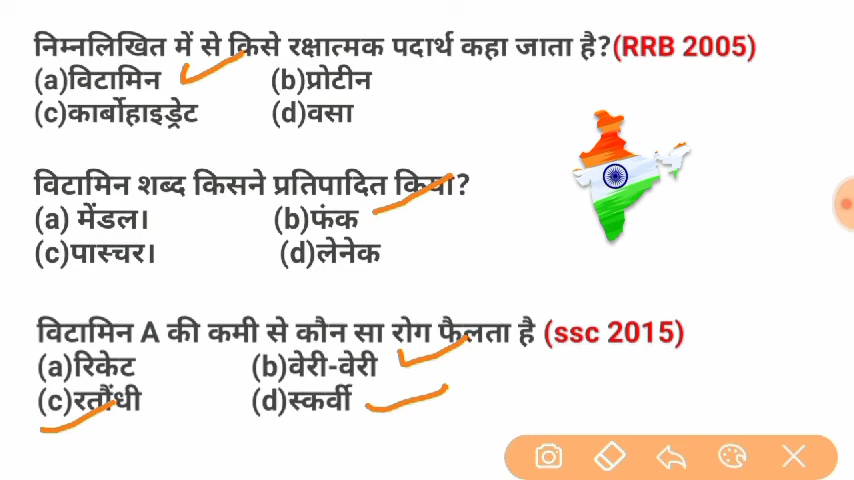 निम्नलिखित में से किसे रक्षात्मक पदार्थ कहा जाता है?(RRB 2005)
(a)विटामिन (b)प्रोटीन
(c)कार्बोहाइड्रेट (d)वसा
विटामिन शब्द किसने प्रतिपादित किया?
(a) मेंडल। (b)फंक
(c)पास्चर। (d)लेनेक
विटामिन A की कमी से कौन सा रोग फैलता है (ssc 2015)
(a)रिकेट (b)वेरी-वेरी
(c)रतौंधी (d)स्कर्वी